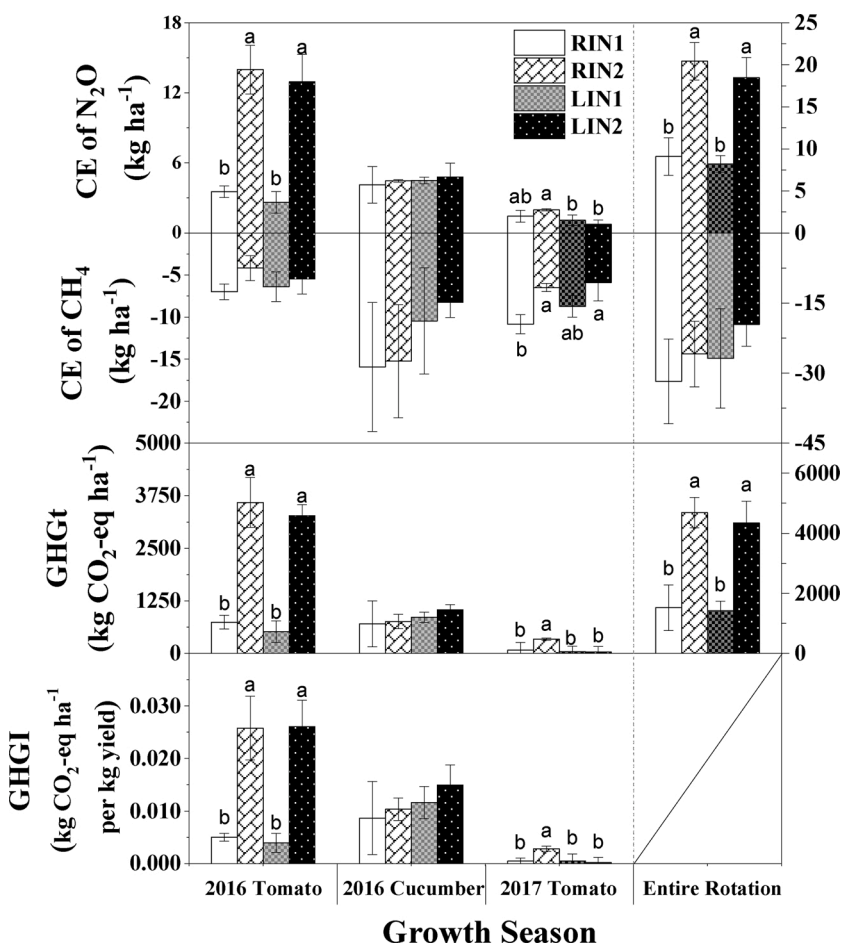 CE of N₂O
(kg ha⁻¹)
18
12
6
0
a
a
b
b
ab
a
b
b
a
a
b
b
RIN1
RIN2
LIN1
LIN2
25
20
15
10
5
0
CE of CH₄
(kg ha⁻¹)
-5
-10
-15
-20
b
a
ab
a
-15
-30
-45
GHGt
(kg CO₂-eq ha⁻¹)
5000
3750
2500
1250
0
b
a
b
a
b
a
b
b
b
a
b
a
6000
4000
2000
0
GHGI
(kg CO₂-eq ha⁻¹
per kg yield)
0.030
0.020
0.010
0.000
b
a
b
a
b
a
b
b
2016 Tomato
2016 Cucumber
2017 Tomato
Entire Rotation
Growth Season